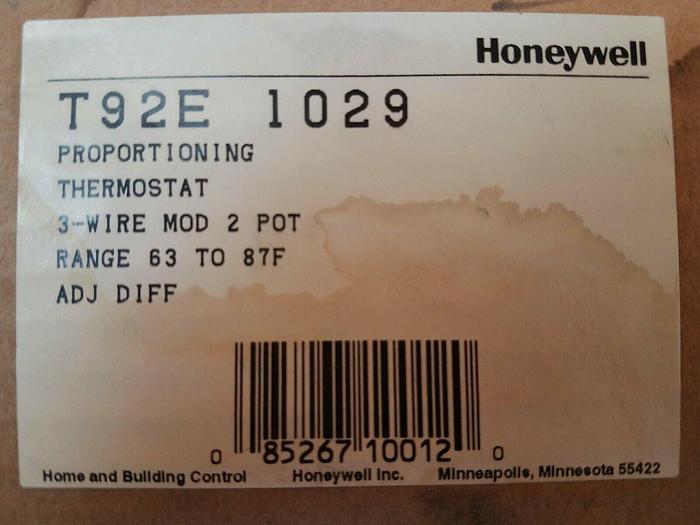 Honeywell
T92E 1029
PROPORTIONING
THERMOSTAT
3-WIRE MOD 2 POT
RANGE 63 TO 87F
ADJ DIFF
0 85267 10012 0
Home and Building Control Honeywell Inc. Minneapolis, Minnesota 55422